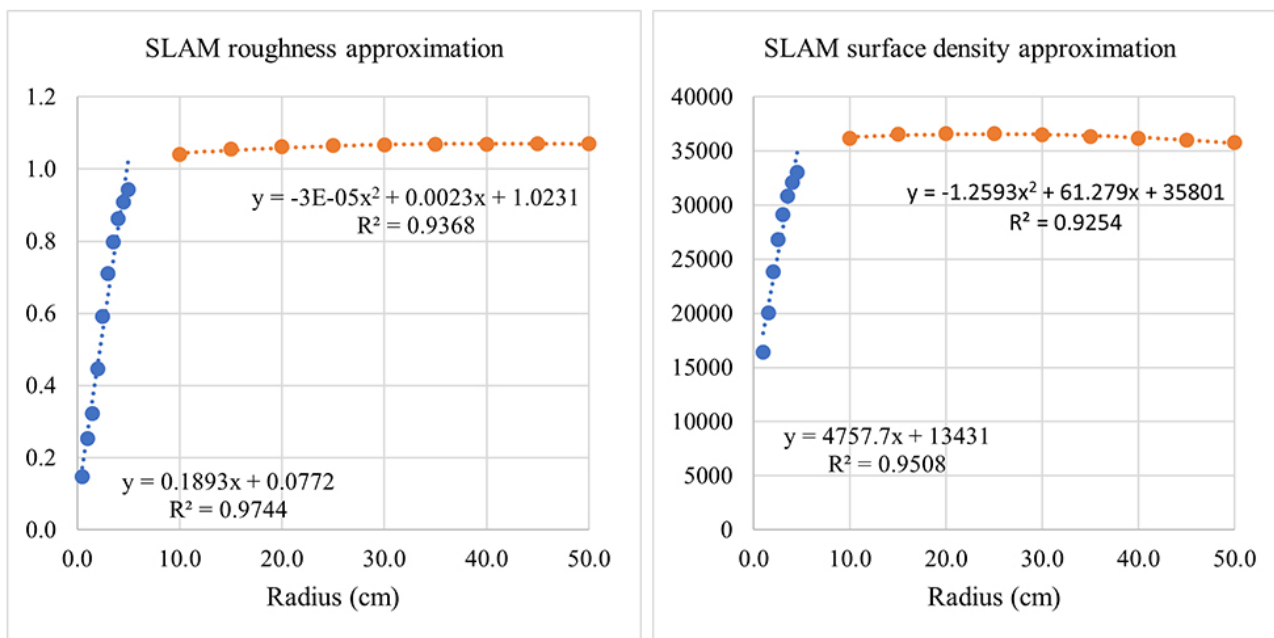 SLAM roughness approximation
1.2
1.0
0.8
0.6
0.4
0.2
0.0
y = -3E-05x² + 0.0023x + 1.0231
R² = 0.9368
y = 0.1893x + 0.0772
R² = 0.9744
0.0 10.0 20.0 30.0 40.0 50.0
Radius (cm)
SLAM surface density approximation
40000
35000
30000
25000
20000
15000
10000
5000
0
y = -1.2593x² + 61.279x + 35801
R² = 0.9254
y = 4757.7x + 13431
R² = 0.9508
0.0 10.0 20.0 30.0 40.0 50.0
Radius (cm)